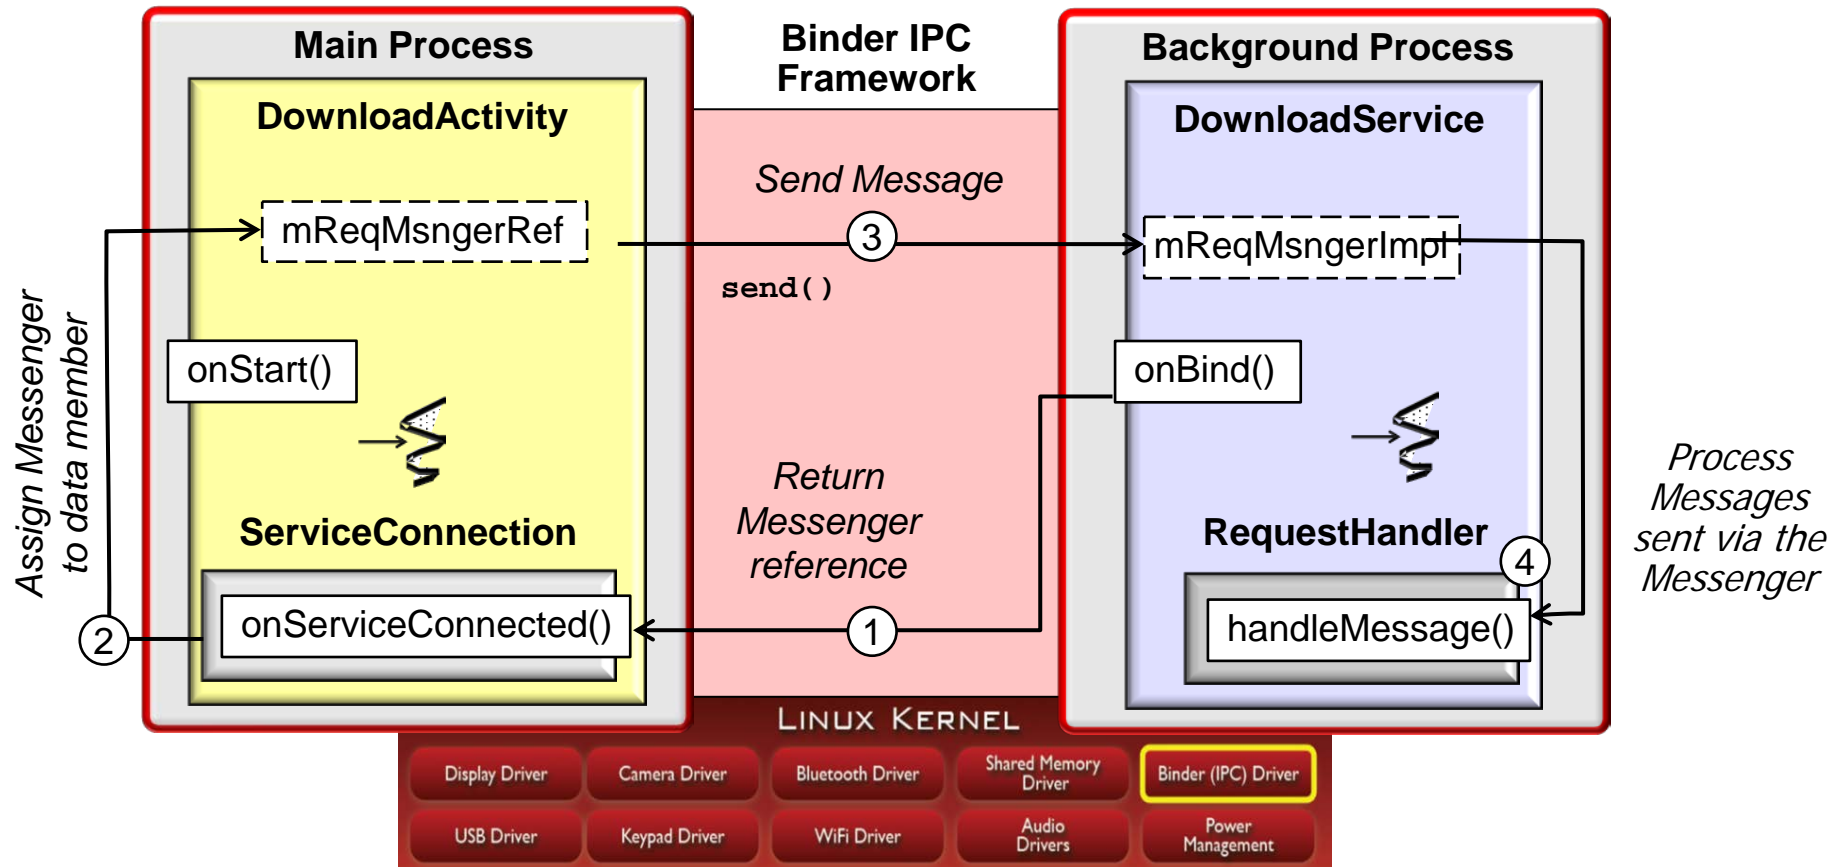 Main Process
Binder IPC
Framework
Background Process
DownloadActivity
DownloadService
Send Message
mReqMsngerRef
3
mReqMsngerImpl
send()
Assign Messenger
to data member
onStart()
onBind()
Return
Messenger
reference
Process
Messages
sent via the
Messenger
ServiceConnection
RequestHandler
4
onServiceConnected()
1
handleMessage()
2
LINUX KERNEL
Display Driver
Camera Driver
Bluetooth Driver
Shared Memory
Driver
Binder (IPC) Driver
USB Driver
Keypad Driver
WiFi Driver
Audio
Drivers
Power
Management